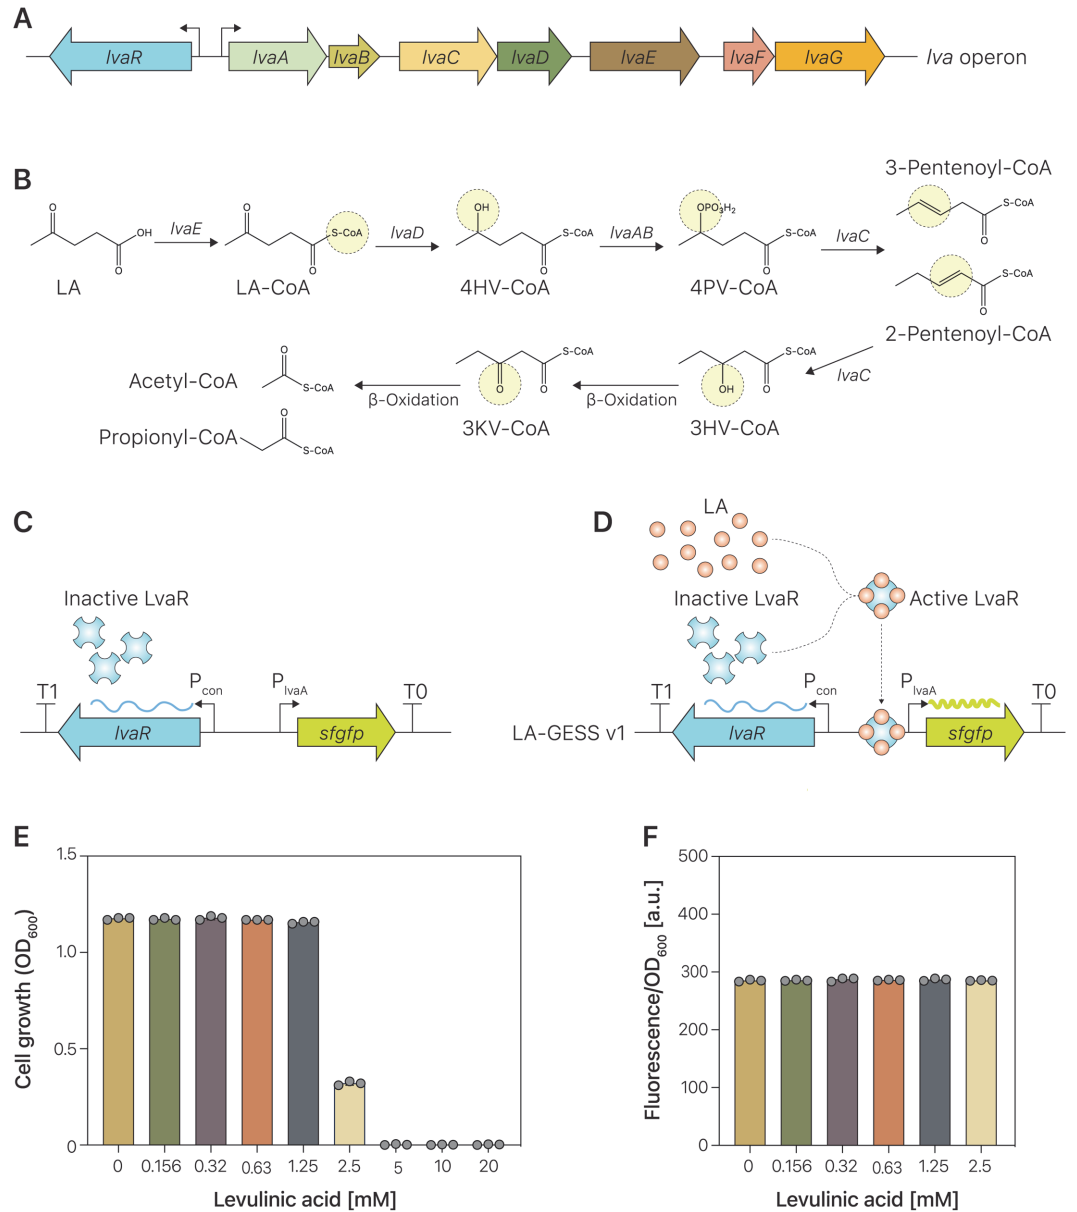 A
lvaR lvaA lvaB lvaC lvaD lvaE lvaF lvaG lva operon
B
3-Pentenoyl-CoA
O OH O
LA
lvaE
O S-CoA O
LA-CoA
lvaD
OH S-CoA O
4HV-CoA
lvaAB
OPO3H2 S-CoA O
4PV-CoA
lvaC
S-CoA O
S-CoA O
2-Pentenoyl-CoA
lvaC
S-CoA OH O
3HV-CoA
β-Oxidation
S-CoA O O
3KV-CoA
β-Oxidation
Acetyl-CoA
O S-CoA
Propionyl-CoA
O S-CoA
C
Inactive LvaR
T1 Pcon PlvaA T0
lvaR sfgfp
D
LA
Inactive LvaR Active LvaR
T1 Pcon PlvaA T0
LA-GESS v1 lvaR sfgfp
E
Cell growth (OD600)
1.5
1.0
0.5
0
0 0.156 0.32 0.63 1.25 2.5 5 10 20
Levulinic acid [mM]
F
Fluorescence/OD600 [a.u.]
500
400
300
200
100
0
0 0.156 0.32 0.63 1.25 2.5
Levulinic acid [mM]